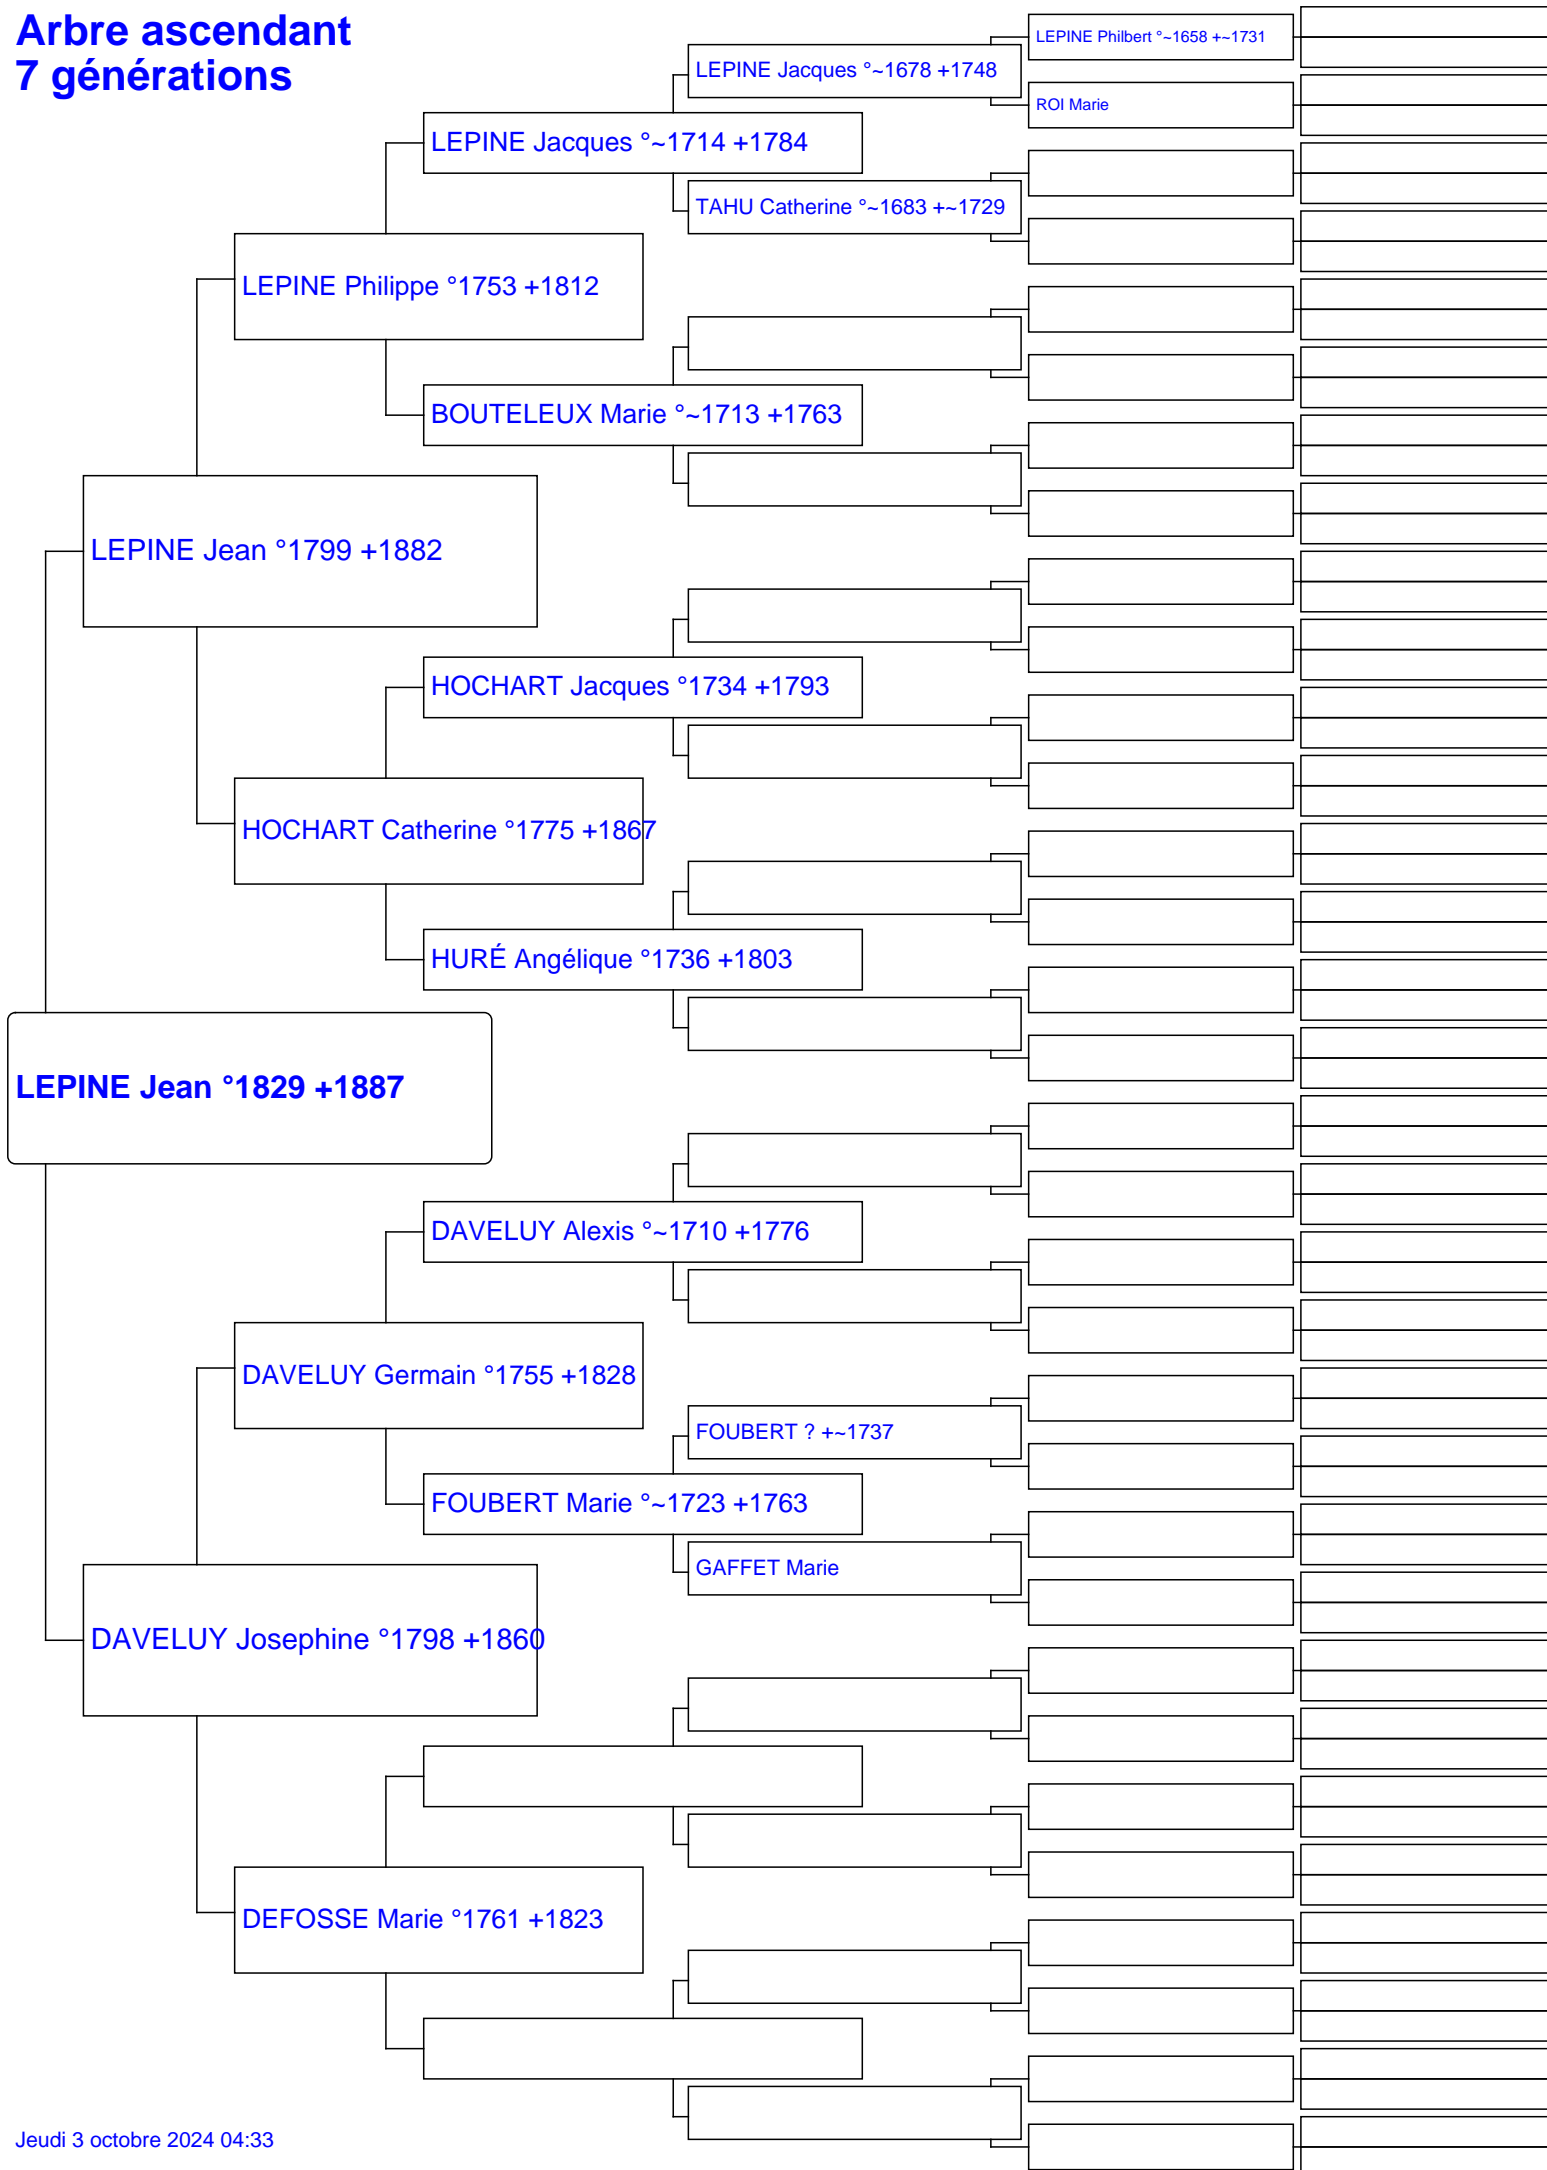 Arbre ascendant
7 générations
LEPINE Philbert °~1658 +~1731
LEPINE Jacques °~1678 +1748
ROI Marie
LEPINE Jacques °~1714 +1784
TAHU Catherine °~1683 +~1729
LEPINE Philippe °1753 +1812
BOUTELEUX Marie °~1713 +1763
LEPINE Jean °1799 +1882
HOCHART Jacques °1734 +1793
HOCHART Catherine °1775 +1867
HURÉ Angélique °1736 +1803
LEPINE Jean °1829 +1887
DAVELUY Alexis °~1710 +1776
DAVELUY Germain °1755 +1828
FOUBERT ? +~1737
FOUBERT Marie °~1723 +1763
GAFFET Marie
DAVELUY Josephine °1798 +1860
DEFOSSE Marie °1761 +1823
Jeudi 3 octobre 2024 04:33